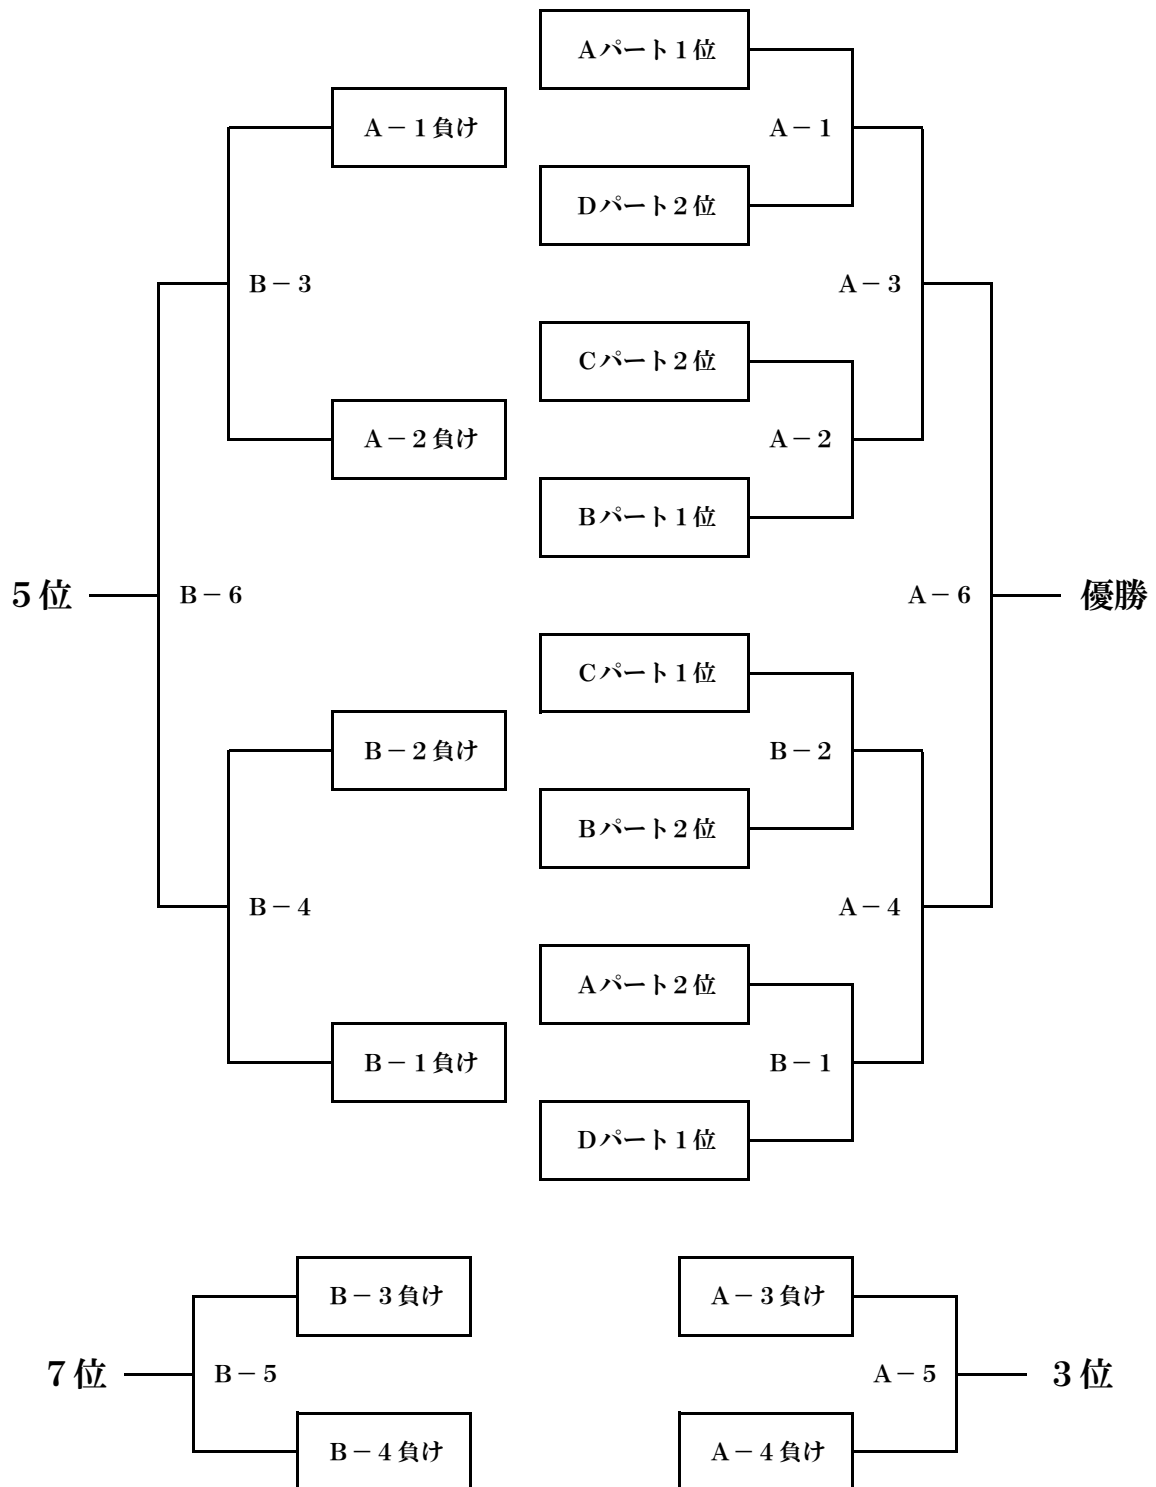 Aパート1位
A－1負け
A－1
Dパート2位
B－3
A－3
Cパート2位
A－2負け
A－2
Bパート1位
5位
B－6
A－6
優勝
Cパート1位
B－2負け
B－2
Bパート2位
B－4
A－4
Aパート2位
B－1負け
B－1
Dパート1位
B－3負け
A－3負け
7位
B－5
A－5
3位
B－4負け
A－4負け